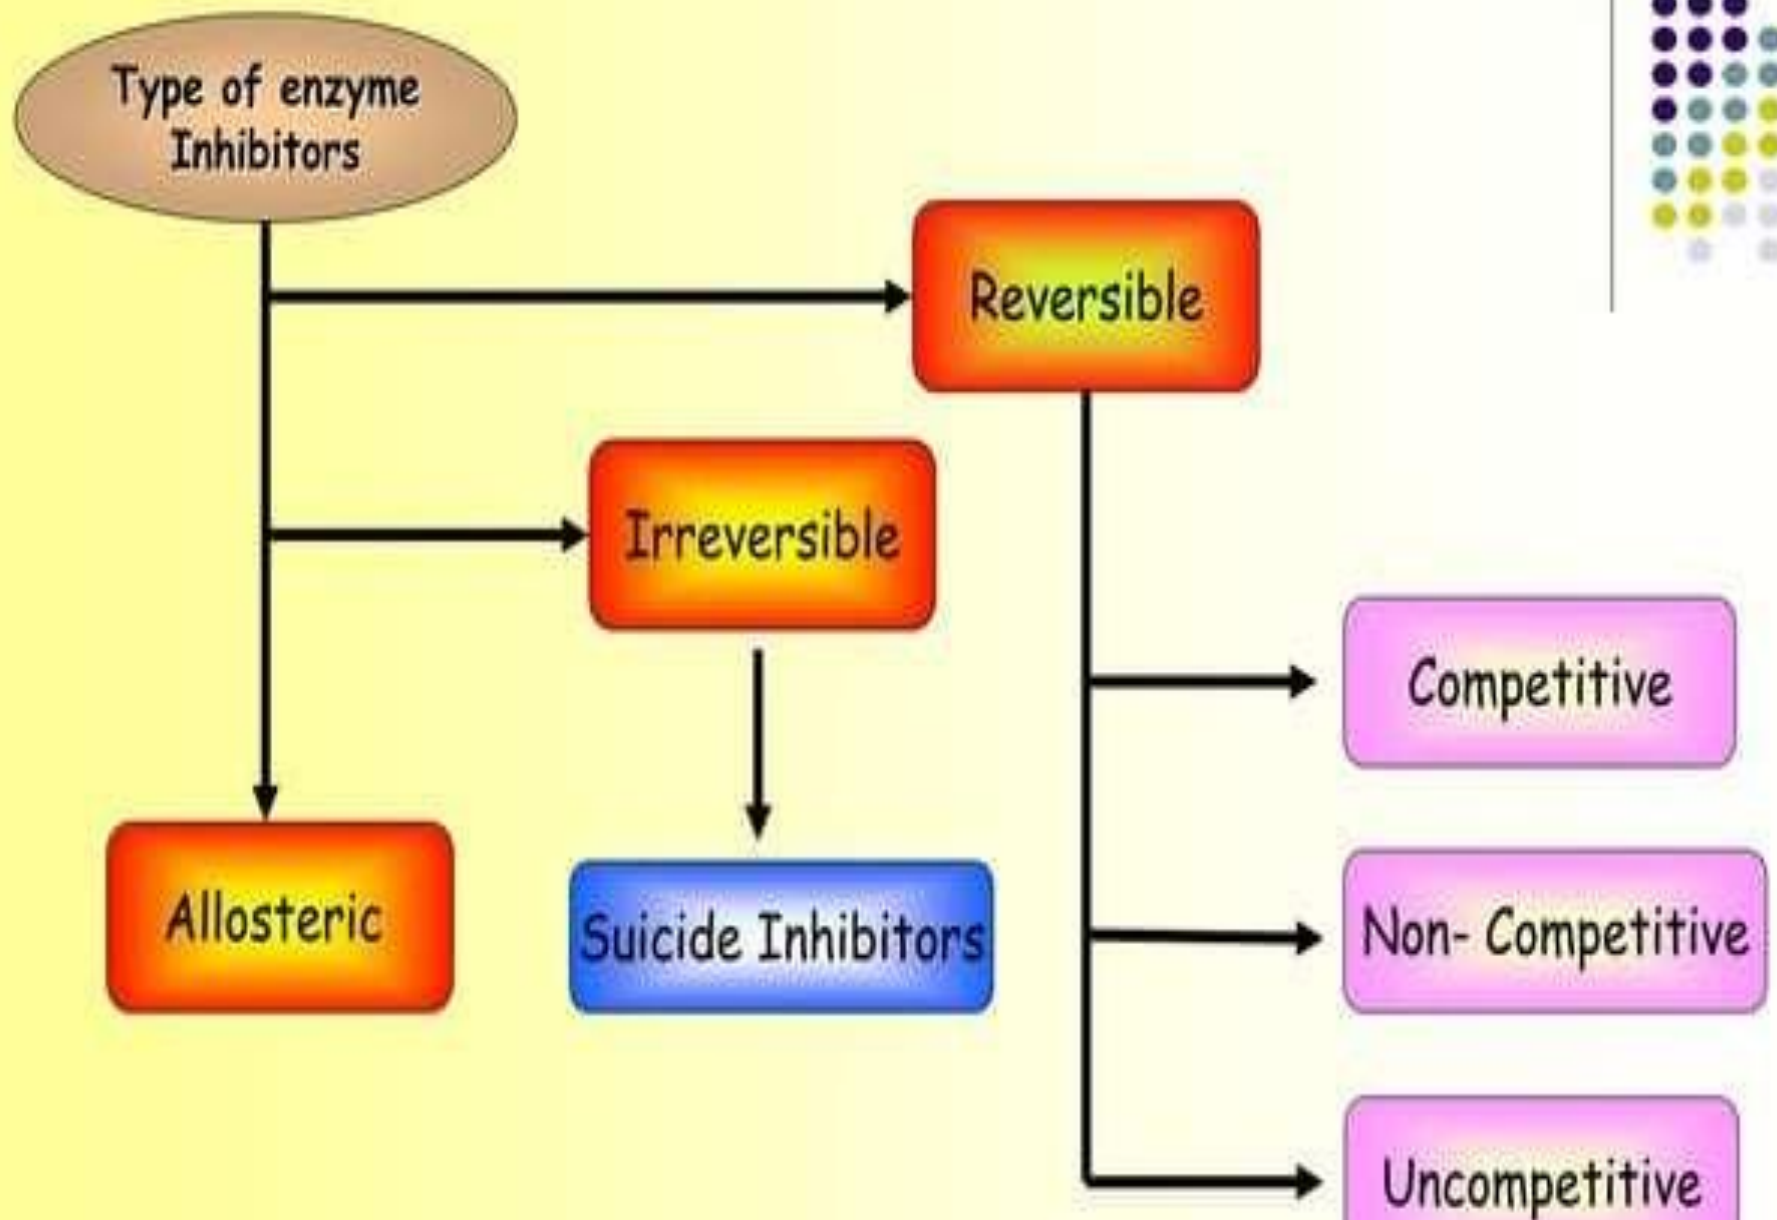 Type of enzyme
Inhibitors
Reversible
Irreversible
Competitive
Allosteric
Suicide Inhibitors
Non- Competitive
Uncompetitive